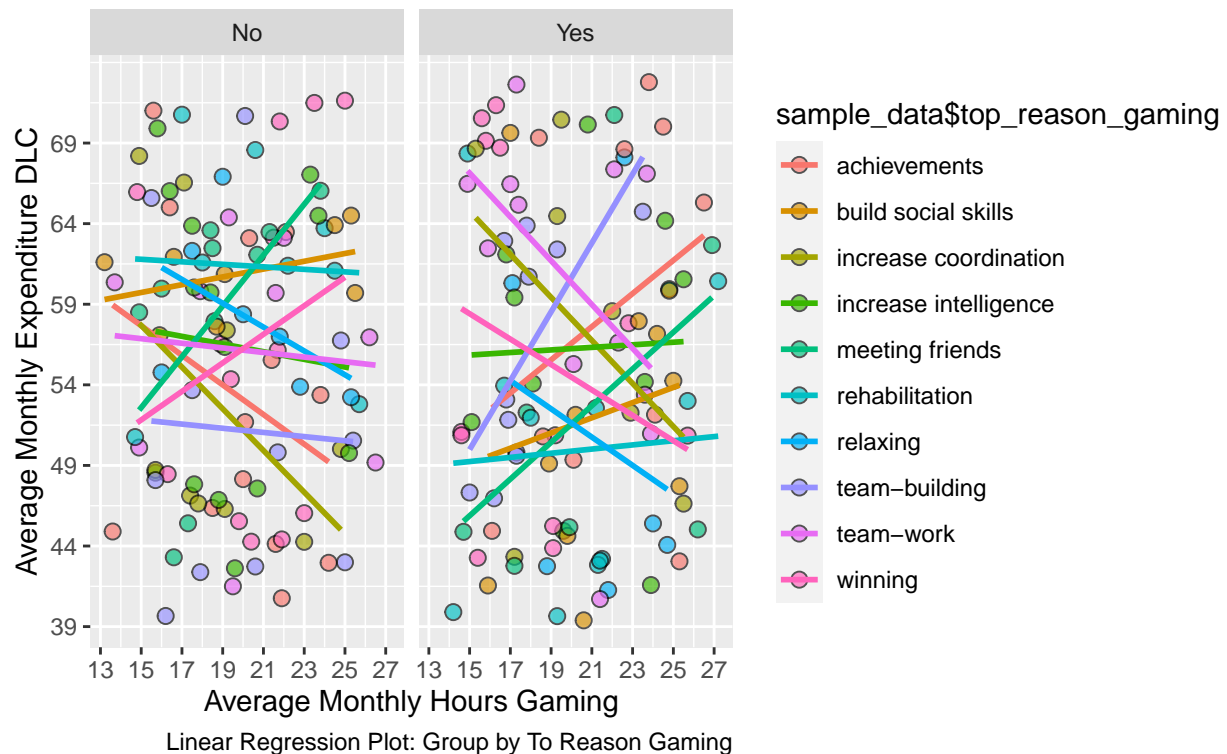 No
Yes
Average Monthly Expenditure DLC
69
64
59
54
49
44
39
13 15 17 19 21 23 25 27
13 15 17 19 21 23 25 27
Average Monthly Hours Gaming
Linear Regression Plot: Group by To Reason Gaming
sample_data$top_reason_gaming
achievements
build social skills
increase coordination
increase intelligence
meeting friends
rehabilitation
relaxing
team−building
team−work
winning